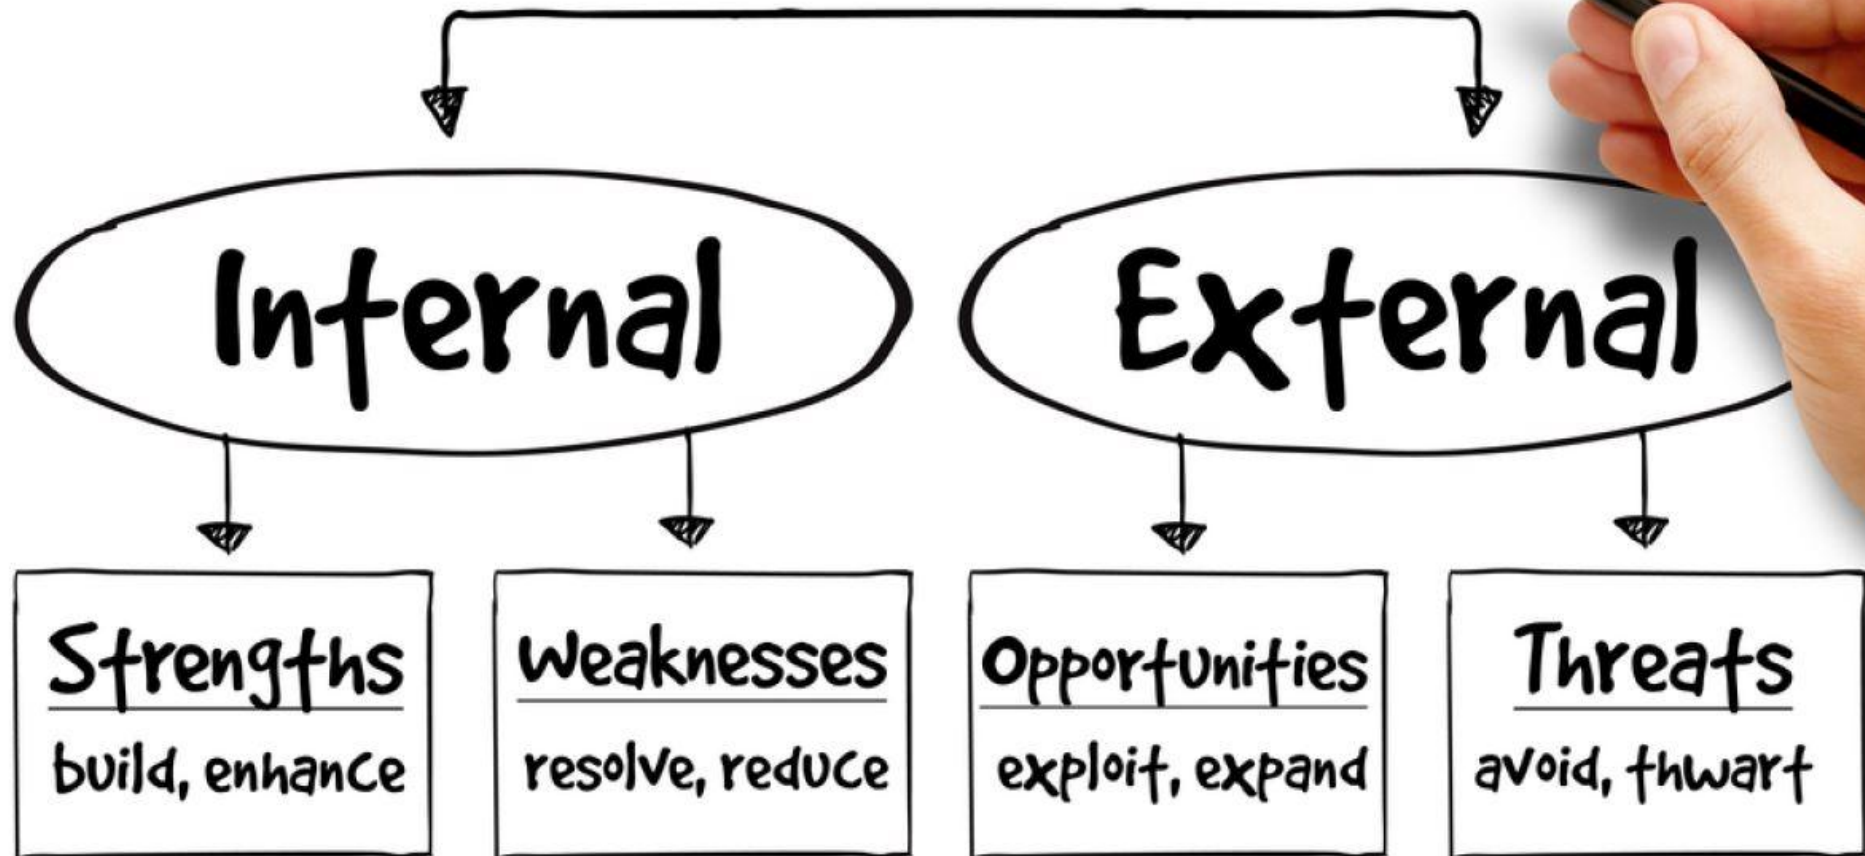 Internal
External
Strengths
build, enhance
Weaknesses
resolve, reduce
Opportunities
exploit, expand
Threats
avoid, thwart